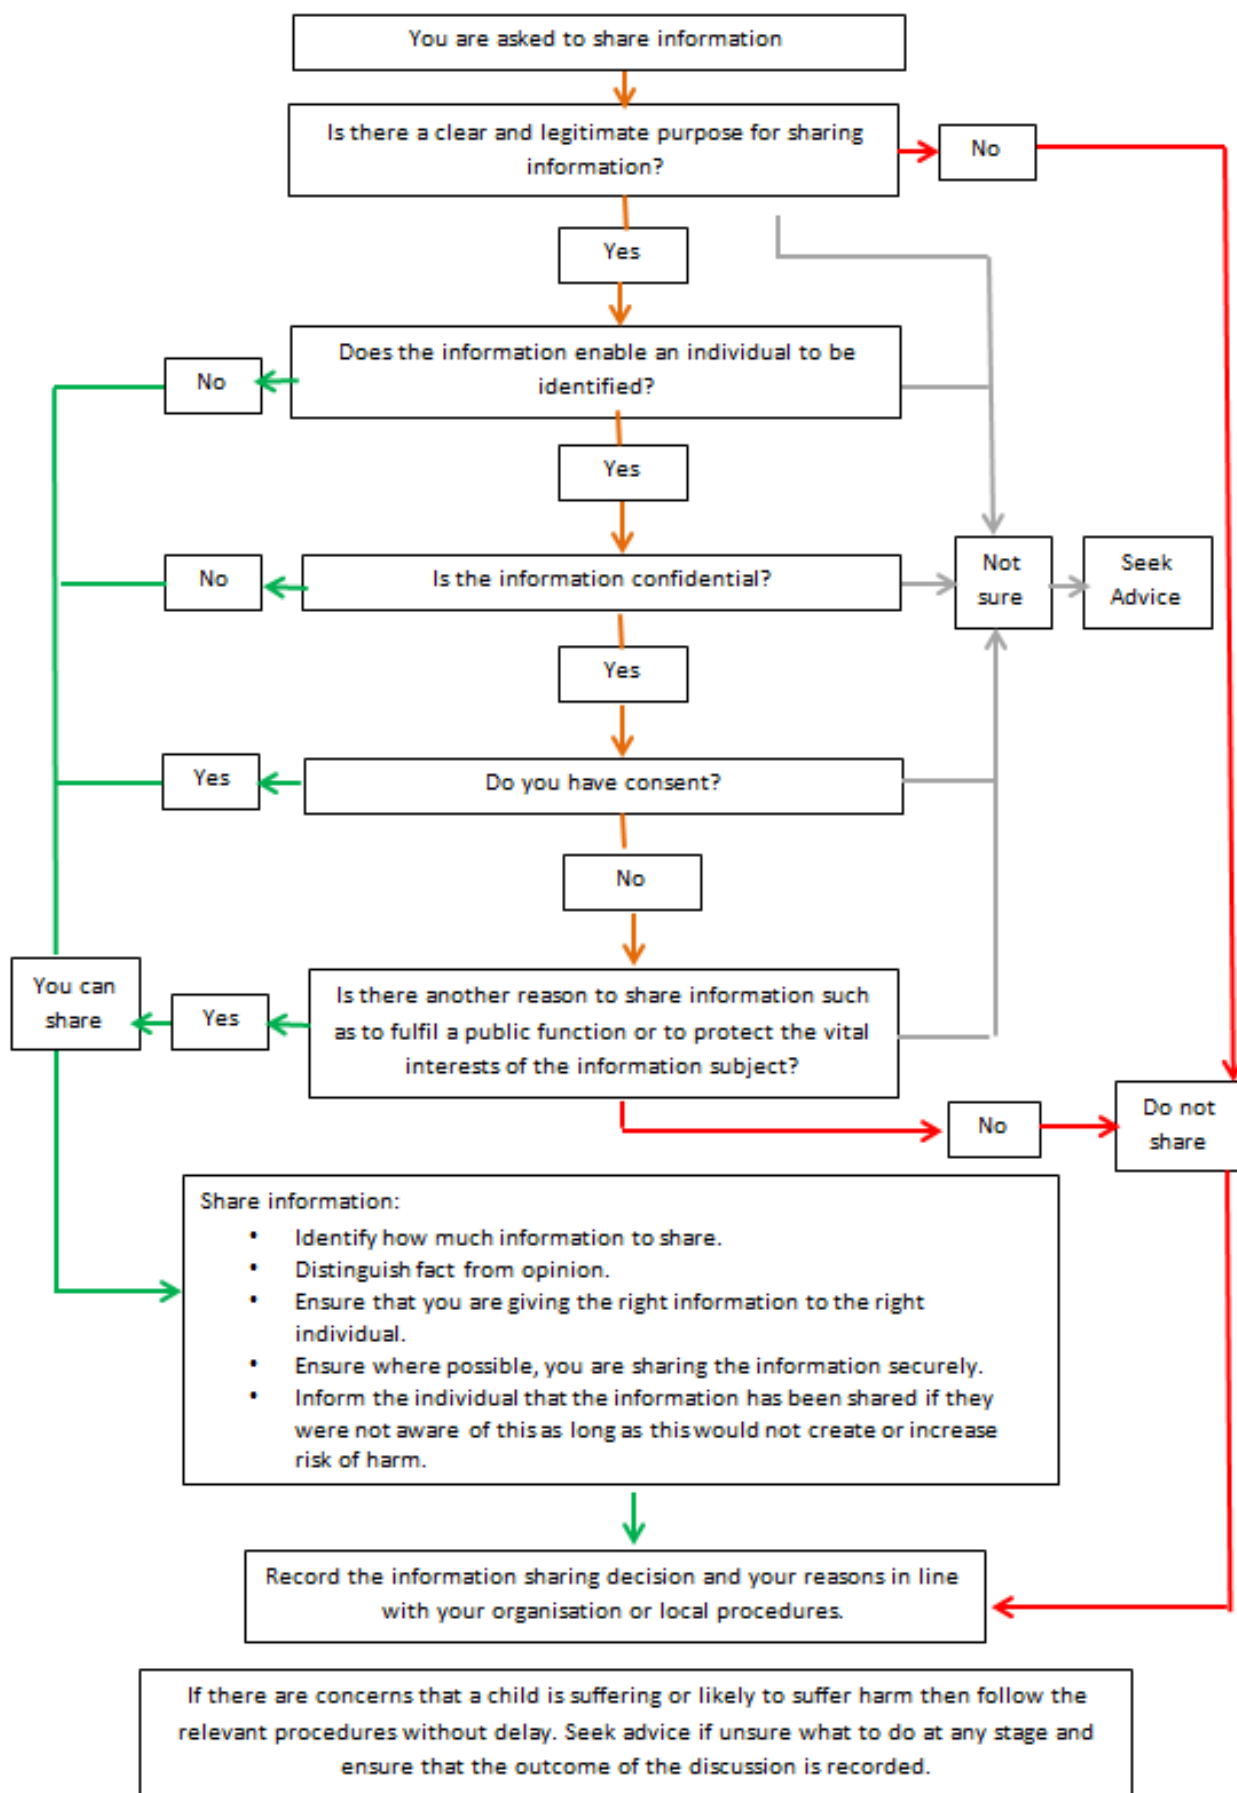 You are asked to share information
Is there a clear and legitimate purpose for sharing
information?
No
Yes
Does the information enable an individual to be
identified?
No
Yes
Is the information confidential?
No
Not
sure
Seek
Advice
Yes
Do you have consent?
Yes
No
Is there another reason to share information such
as to fulfil a public function or to protect the vital
interests of the information subject?
Yes
You can
share
No
Do not
share
Share information:
• Identify how much information to share.
• Distinguish fact from opinion.
• Ensure that you are giving the right information to the right
individual.
• Ensure where possible, you are sharing the information securely.
• Inform the individual that the information has been shared if they
were not aware of this as long as this would not create or increase
risk of harm.
Record the information sharing decision and your reasons in line
with your organisation or local procedures.
If there are concerns that a child is suffering or likely to suffer harm then follow the
relevant procedures without delay. Seek advice if unsure what to do at any stage and
ensure that the outcome of the discussion is recorded.